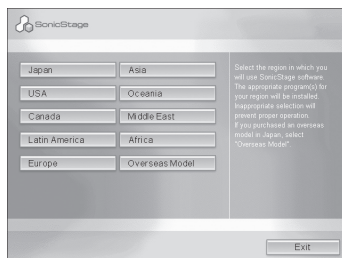 SonicStage
Japan
Asia
USA
Oceania
Canada
Middle East
Latin America
Africa
Europe
Overseas Model
Select the region in which you
will use SonicStage software.
The appropriate program(s) for
your region will be installed.
Inappropriate selection will
prevent proper operation.
If you purchased an overseas
model in Japan, select
"Overseas Model".
Exit